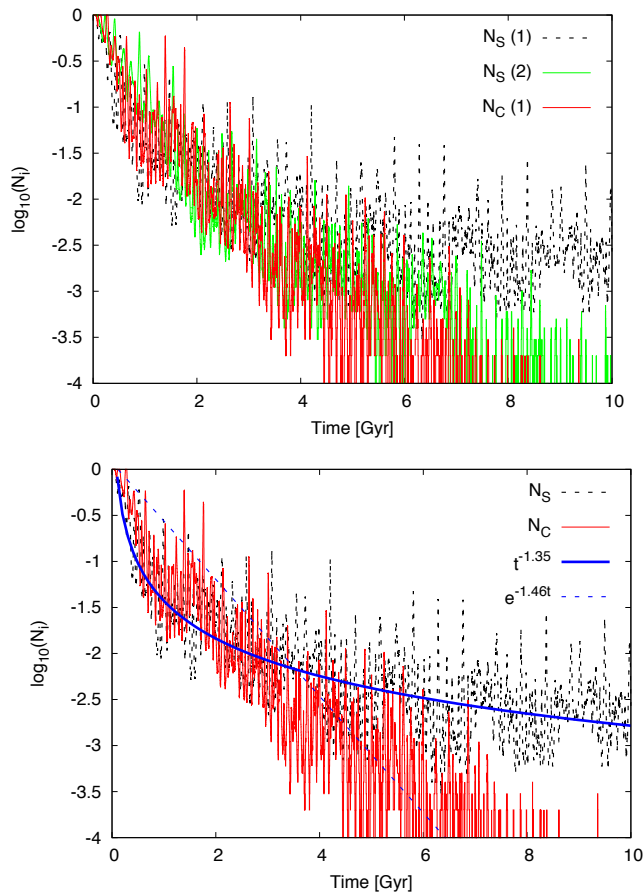 0
-0.5
-1
-1.5
-2
-2.5
-3
-3.5
-4
log₁₀(Nᵢ)
N_S (1)
N_S (2)
N_C (1)
0 2 4 6 8 10
Time [Gyr]
0
-0.5
-1
-1.5
-2
-2.5
-3
-3.5
-4
log₁₀(Nᵢ)
N_S
N_C
t^-1.35
e^-1.46t
0 2 4 6 8 10
Time [Gyr]